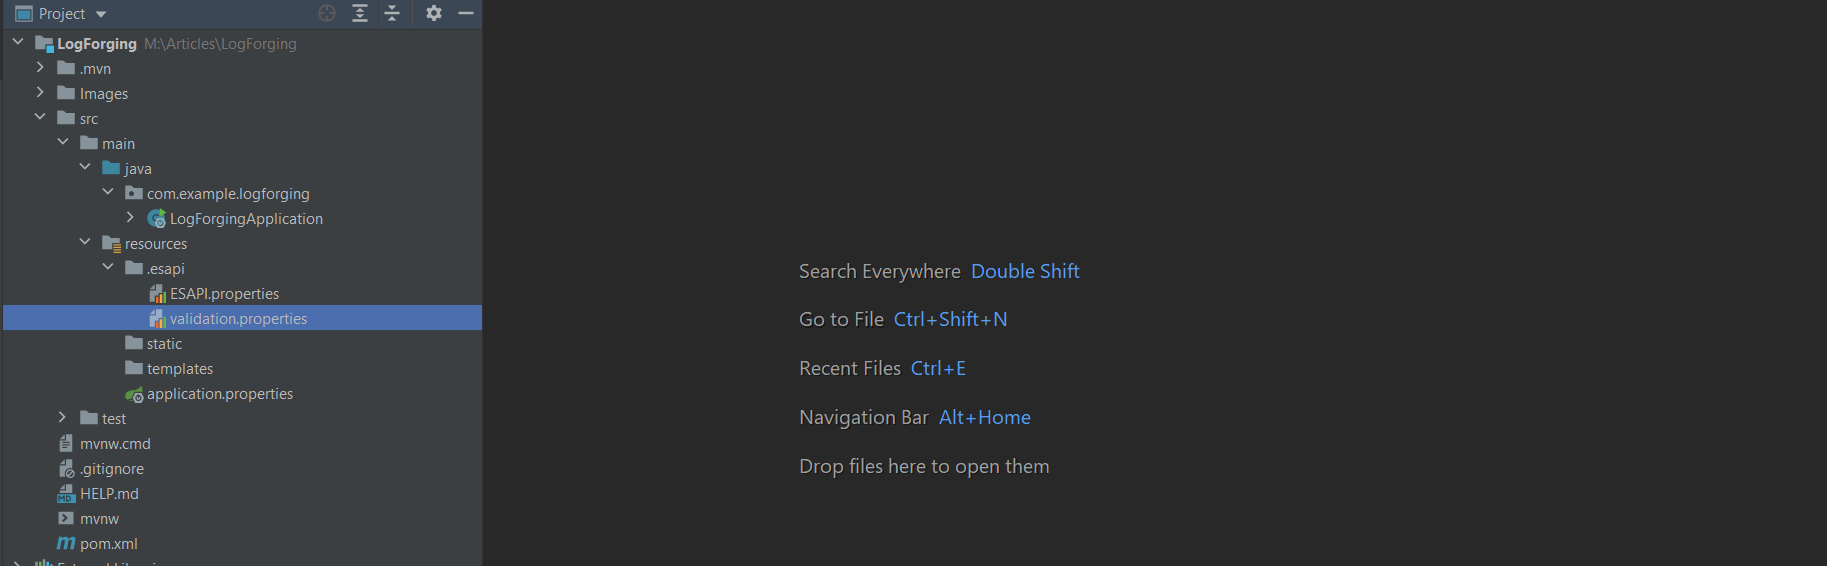 Project
LogForging M:\Articles\LogForging
.mvn
Images
src
main
java
com.example.logforging
LogForgingApplication
resources
.esapi
ESAPI.properties
validation.properties
static
templates
application.properties
test
mvnw.cmd
.gitignore
HELP.md
mvnw
pom.xml
Search Everywhere Double Shift
Go to File Ctrl+Shift+N
Recent Files Ctrl+E
Navigation Bar Alt+Home
Drop files here to open them